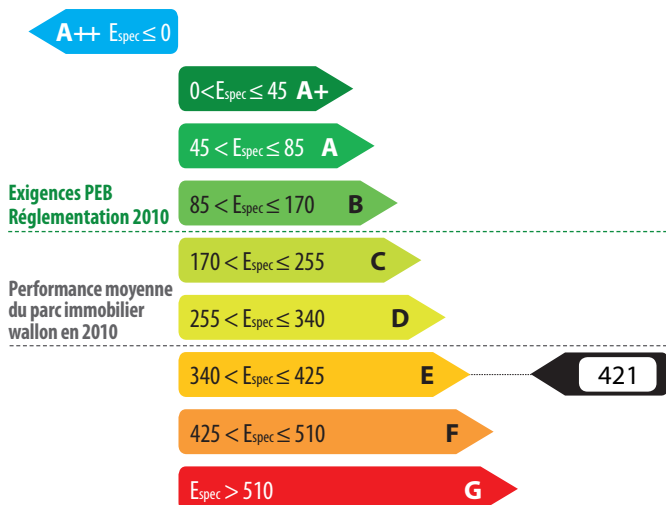 A++ Espec ≤ 0
0<Espec ≤ 45 A+
45 < Espec ≤ 85 A
Exigences PEB
Réglementation 2010
85 < Espec ≤ 170 B
170 < Espec ≤ 255 C
Performance moyenne
du parc immobilier
wallon en 2010
255 < Espec ≤ 340 D
340 < Espec ≤ 425 E
421
425 < Espec ≤ 510 F
Espec > 510 G